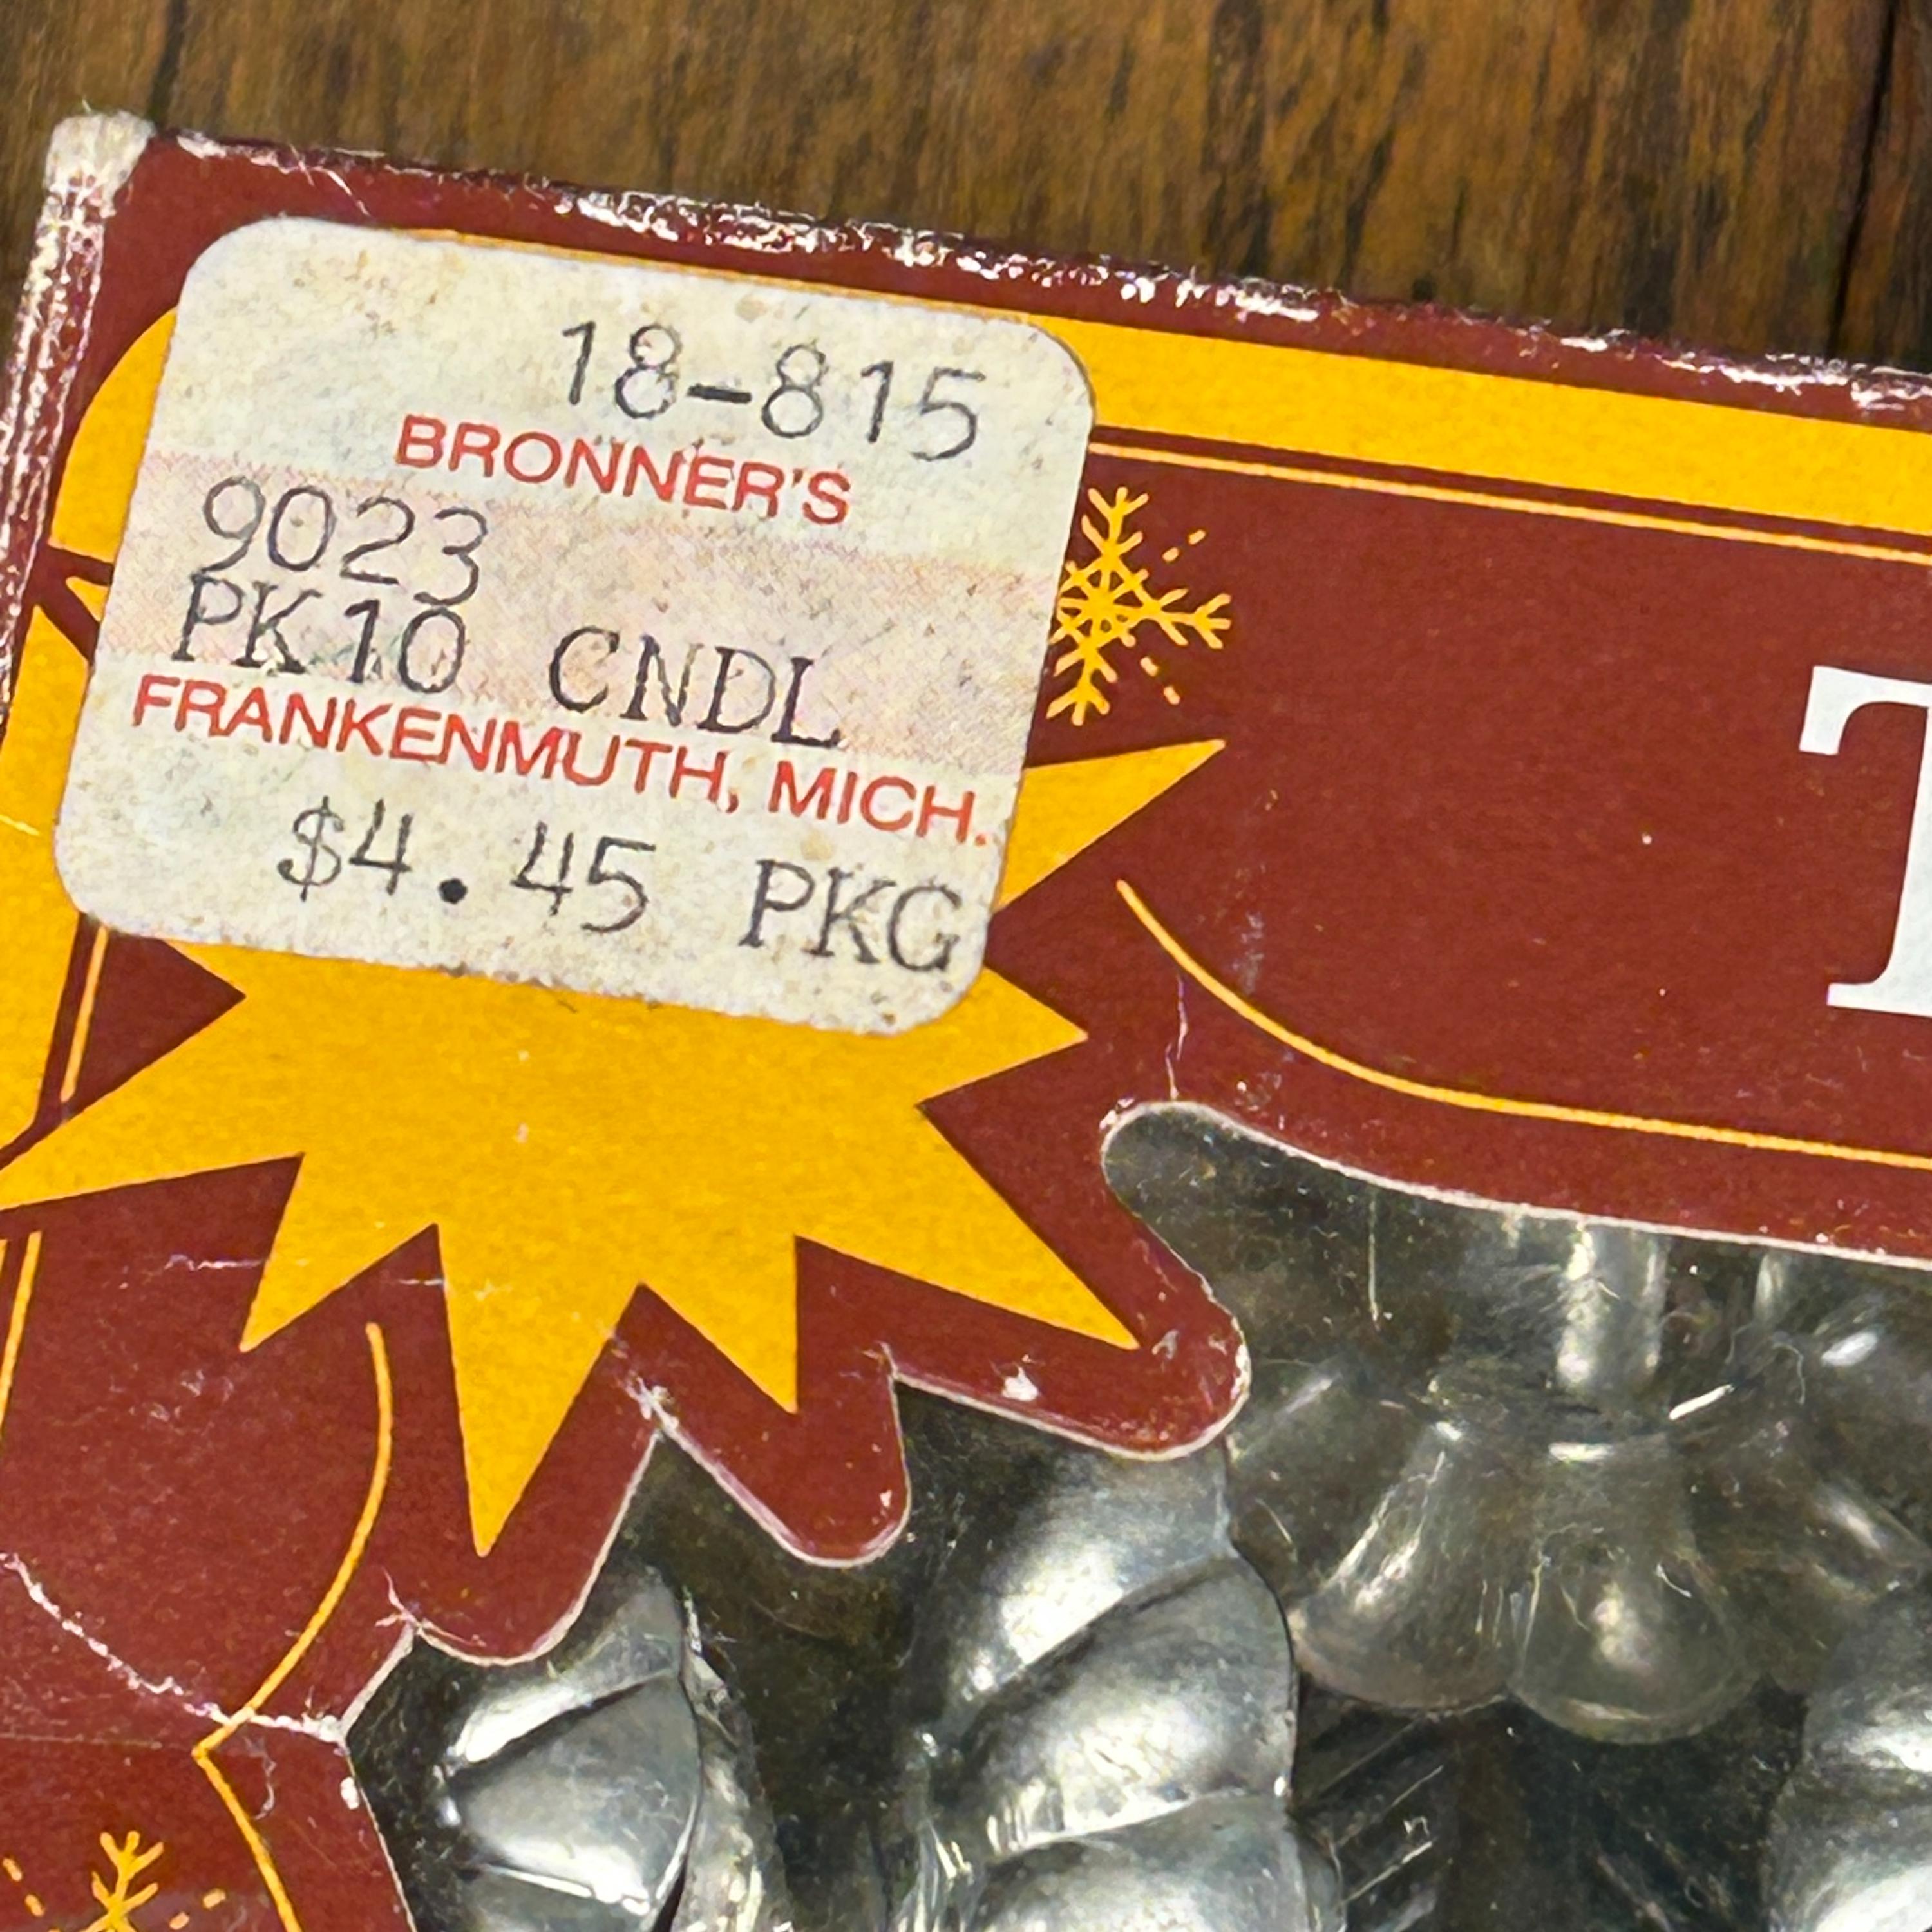 18-815
BRONNER'S
9023
PK10 CNDL
FRANKENMUTH, MICH.
$4.45 PKG
T